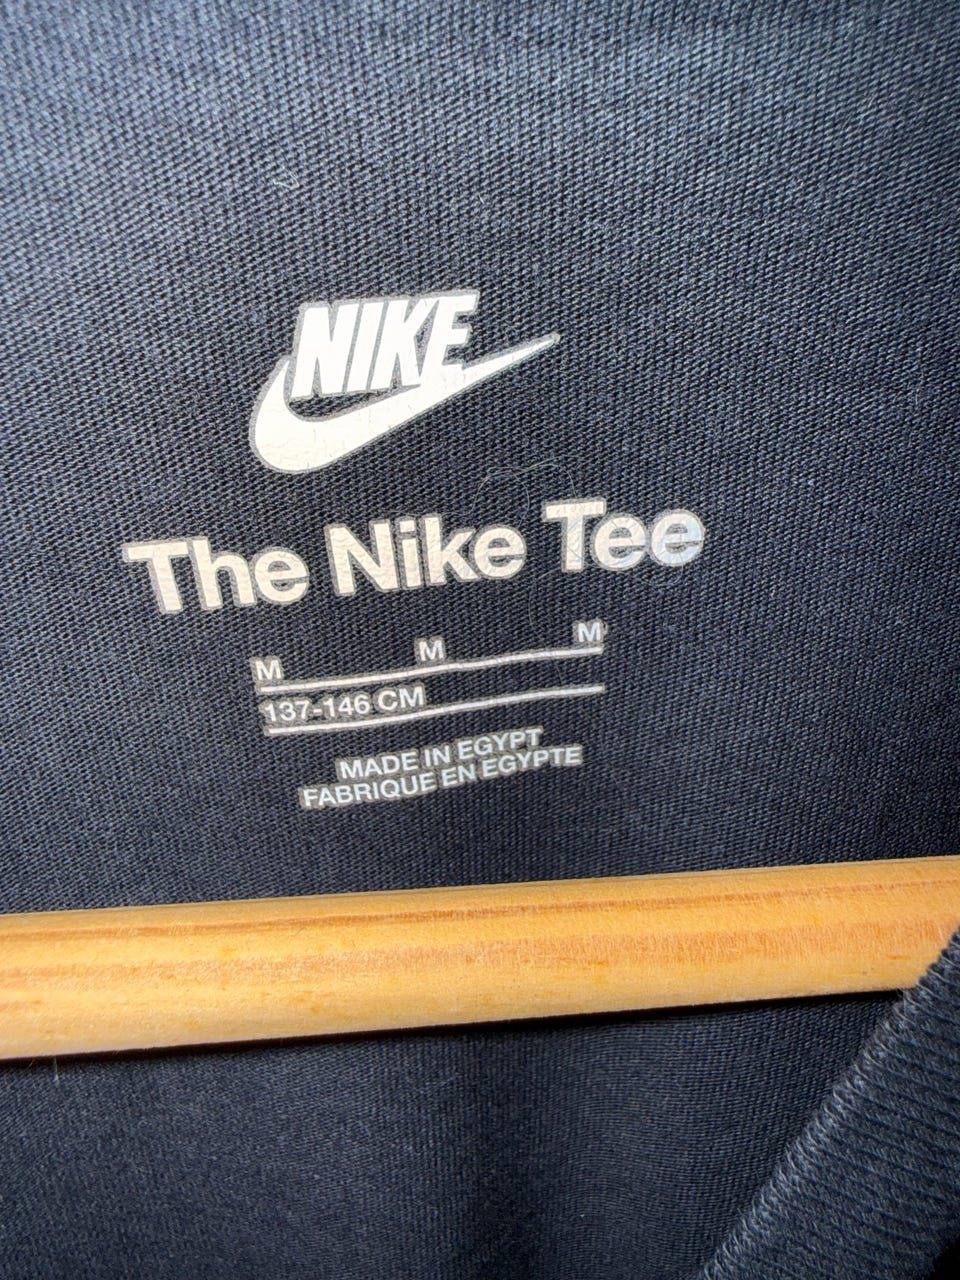 NIKE
The Nike Tee
M M M
137-146 CM
MADE IN EGYPT
FABRIQUE EN EGYPTE